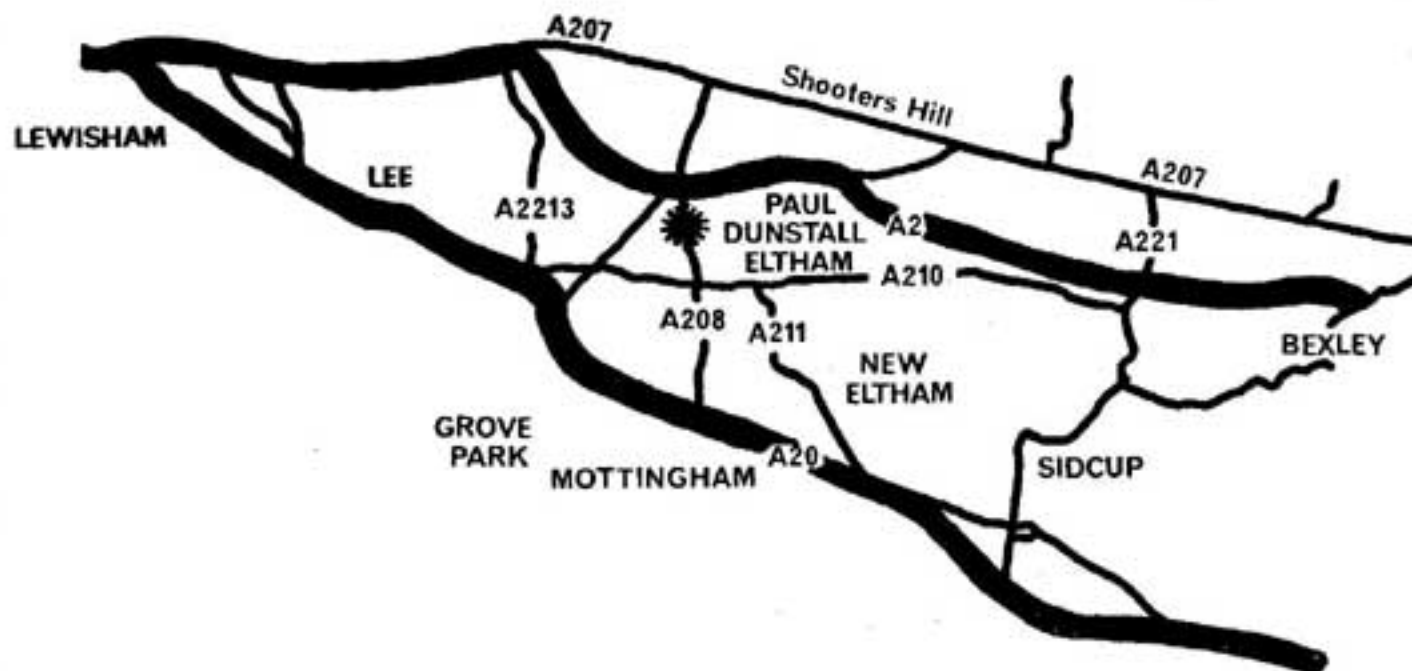 A207
Shooters Hill
LEWISHAM
LEE
A2213
PAUL
DUNSTALL
ELTHAM
A2
A207
A221
A210
A208
A211
NEW
ELTHAM
BEXLEY
GROVE
PARK
MOTTINGHAM
A20
SIDCUP